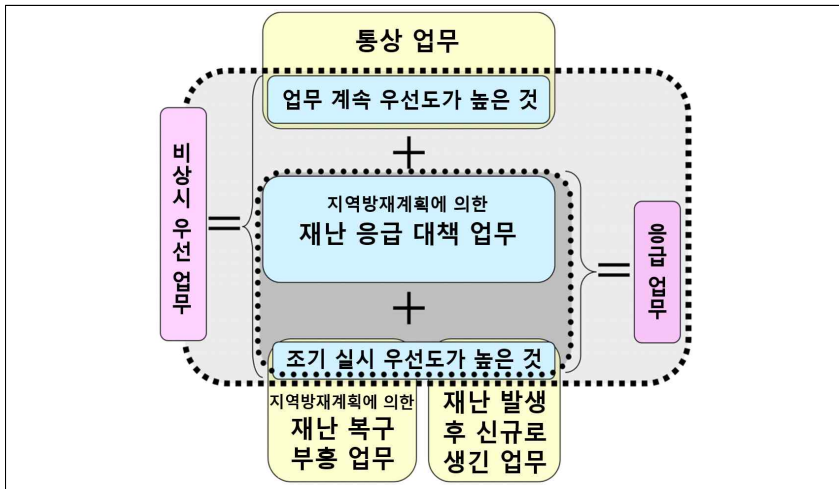 통상 업무
업무 계속 우선도가 높은 것
+
비상시 우선 업무
=
지역방재계획에 의한
재난 응급 대책 업무
=
응급 업무
+
조기 실시 우선도가 높은 것
지역방재계획에 의한
재난 복구
부흥 업무
재난 발생
후 신규로
생긴 업무